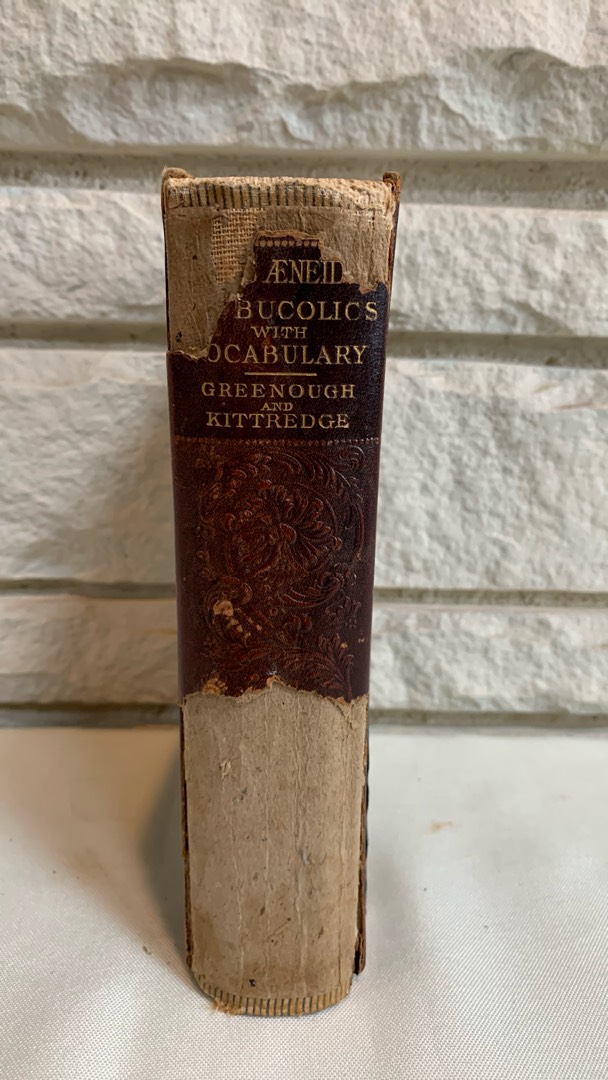 ÆNEID
BUCOLICS
WITH
OCABULARY
GREENOUGH
AND
KITTREDGE